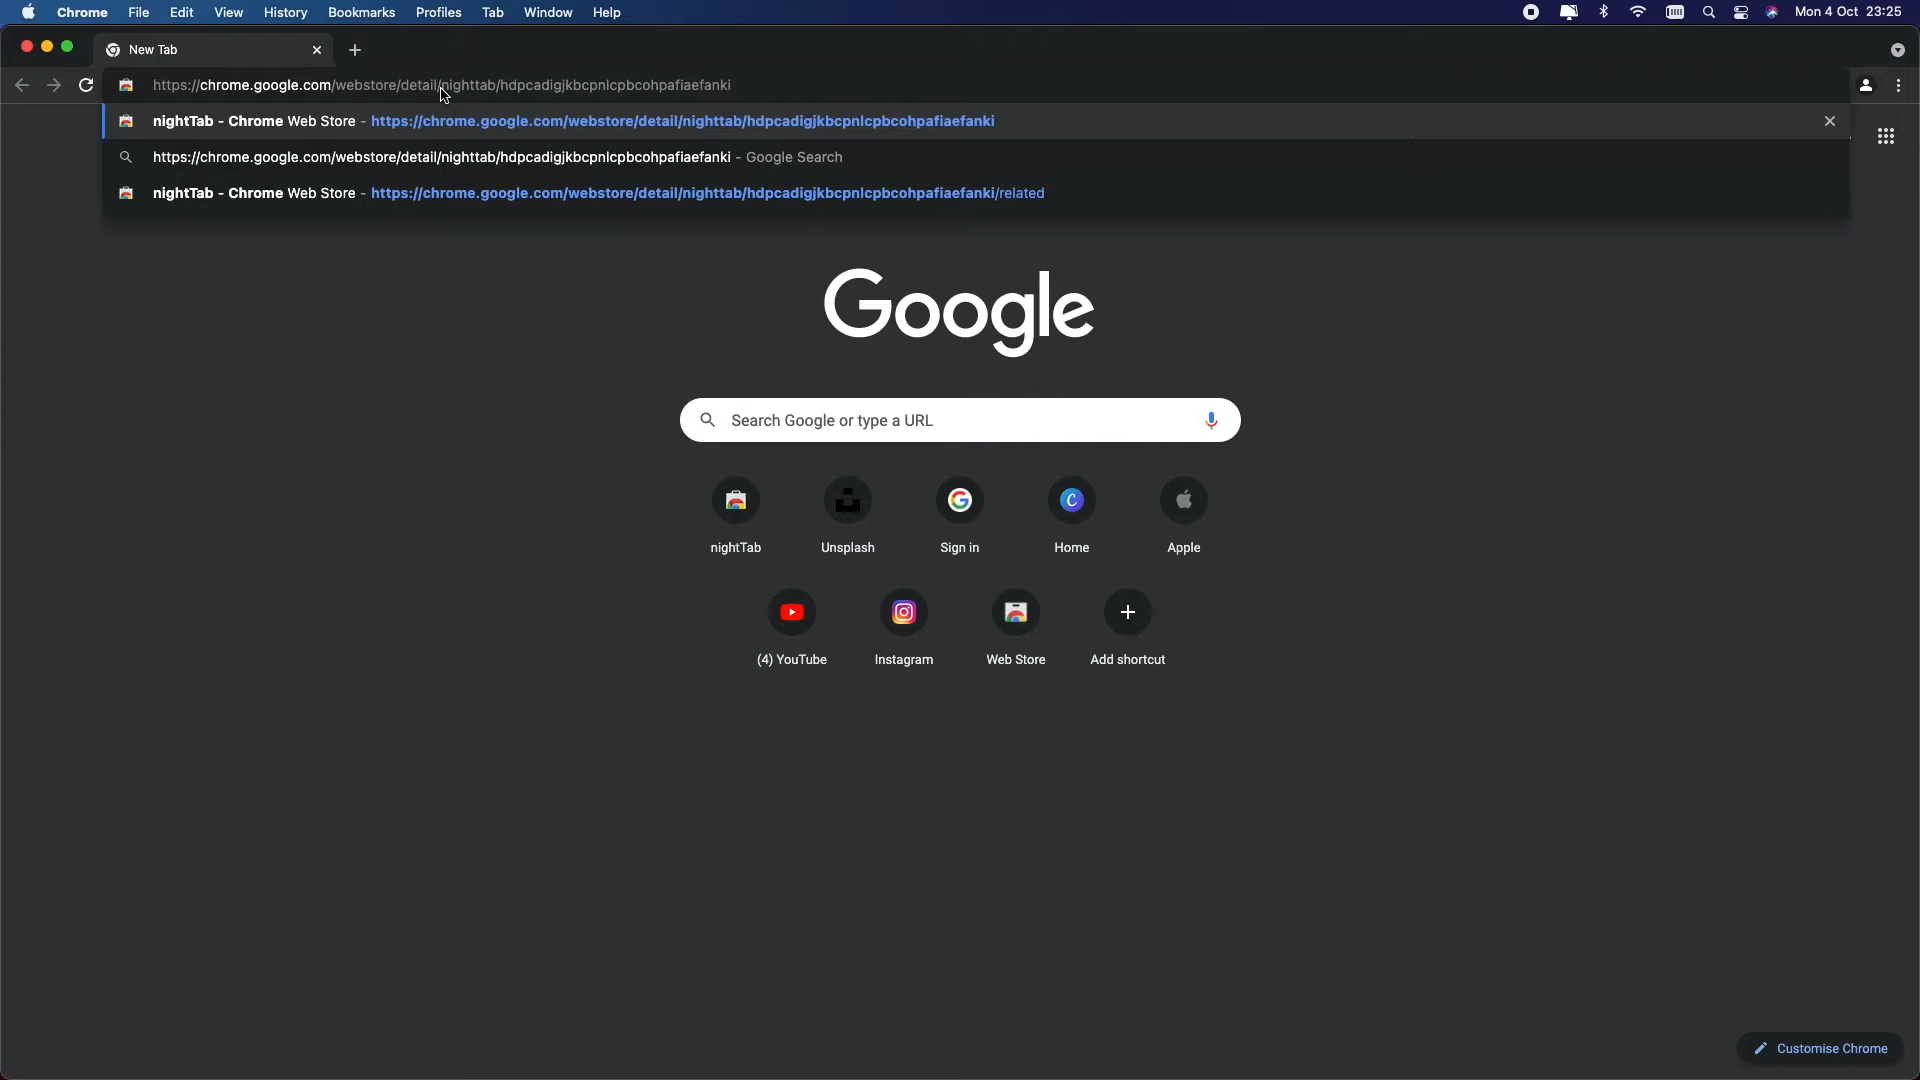 Chrome File Edit View History Bookmarks Profiles Tab Window Help Mon 4 Oct 23:25
New Tab
https://chrome.google.com/webstore/detail/nighttab/hdpcadigjkbcpnlcpbcohpafiaefanki
nightTab - Chrome Web Store - https://chrome.google.com/webstore/detail/nighttab/hdpcadigjkbcpnlcpbcohpafiaefanki
https://chrome.google.com/webstore/detail/nighttab/hdpcadigjkbcpnlcpbcohpafiaefanki - Google Search
nightTab - Chrome Web Store - https://chrome.google.com/webstore/detail/nighttab/hdpcadigjkbcpnlcpbcohpafiaefanki/related
Google
Search Google or type a URL
nightTab Unsplash Sign in Home Apple
(4) YouTube Instagram Web Store Add shortcut
Customise Chrome